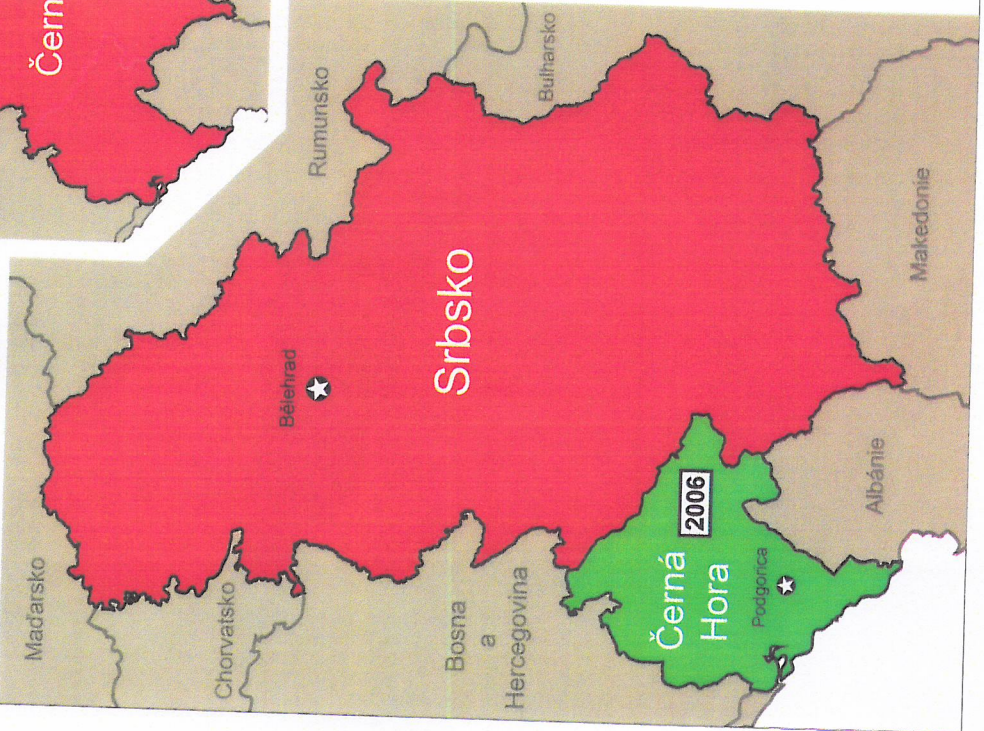 Čern
Maďarsko
Chorvatsko
Bělehrad
Rumunsko
Srbsko
Bosna
a
Hercegovina
Bulharsko
Černá
Hora
2006
Podgorica
Albánie
Makedonie